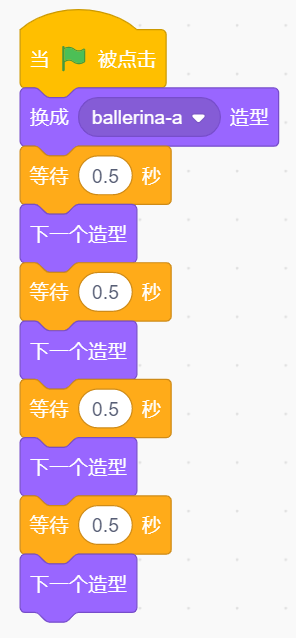 当 被点击
换成 ballerina-a 造型
等待 0.5 秒
下一个造型
等待 0.5 秒
下一个造型
等待 0.5 秒
下一个造型
等待 0.5 秒
下一个造型